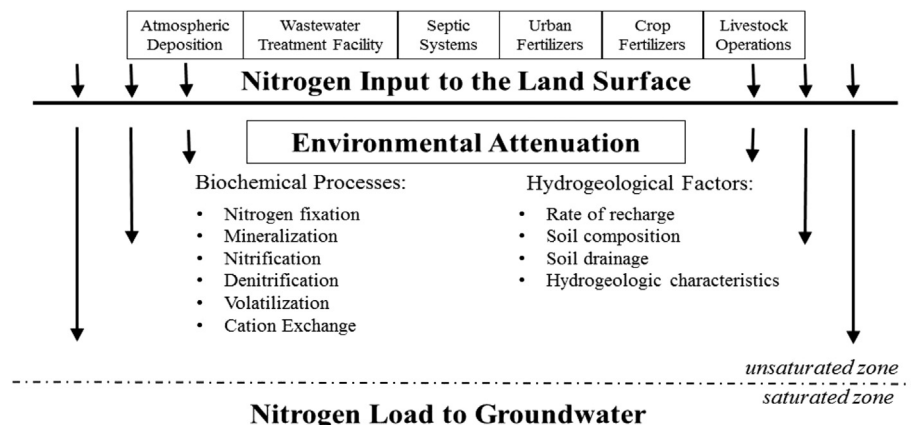 Atmospheric Deposition
Wastewater Treatment Facility
Septic Systems
Urban Fertilizers
Crop Fertilizers
Livestock Operations
Nitrogen Input to the Land Surface
Environmental Attenuation
Biochemical Processes:
• Nitrogen fixation
• Mineralization
• Nitrification
• Denitrification
• Volatilization
• Cation Exchange
Hydrogeological Factors:
• Rate of recharge
• Soil composition
• Soil drainage
• Hydrogeologic characteristics
unsaturated zone
saturated zone
Nitrogen Load to Groundwater